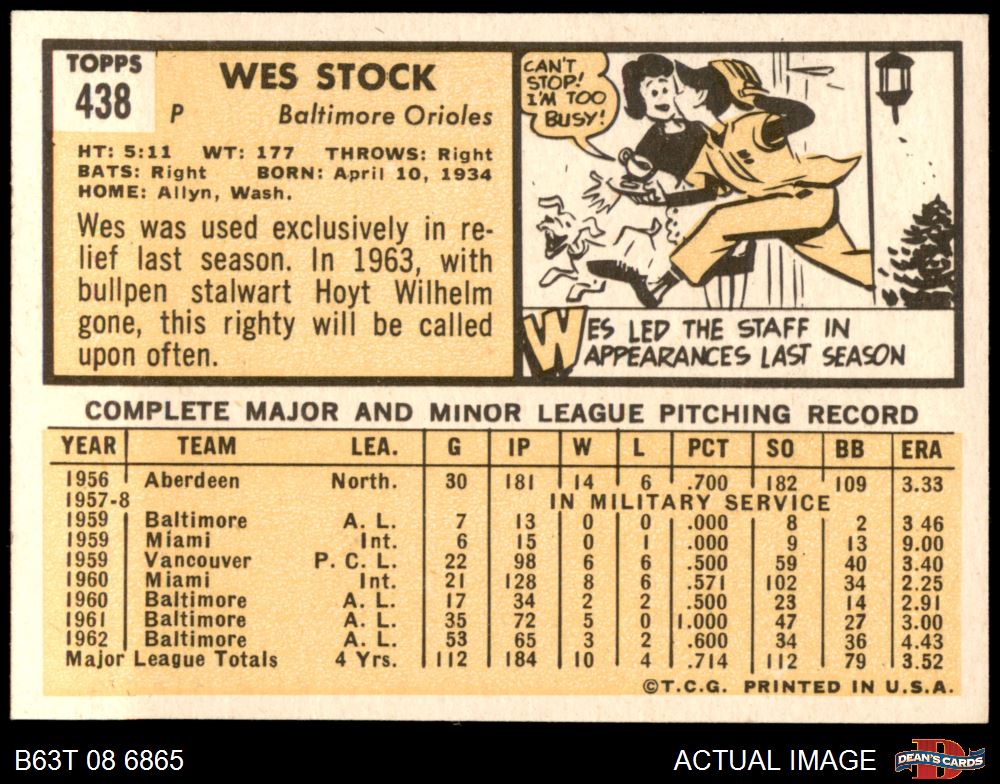 TOPPS
438
WES STOCK
P Baltimore Orioles
HT: 5:11 WT: 177 THROWS: Right
BATS: Right BORN: April 10, 1934
HOME: Allyn, Wash.
Wes was used exclusively in re-
lief last season. In 1963, with
bullpen stalwart Hoyt Wilhelm
gone, this righty will be called
upon often.
CAN'T
STOP!
I'M TOO
BUSY!
WES LED THE STAFF IN
APPEARANCES LAST SEASON
COMPLETE MAJOR AND MINOR LEAGUE PITCHING RECORD
YEAR TEAM LEA. G IP W L PCT SO BB ERA
1956 Aberdeen North. 30 181 14 6 .700 182 109 3.33
1957-8 IN MILITARY SERVICE
1959 Baltimore A. L. 7 13 0 0 .000 8 2 3.46
1959 Miami Int. 6 15 0 1 .000 9 13 9.00
1959 Vancouver P. C. L. 22 98 6 6 .500 59 40 3.40
1960 Miami Int. 21 128 8 6 .571 102 34 2.25
1960 Baltimore A. L. 17 34 2 2 .500 23 14 2.91
1961 Baltimore A. L. 35 72 5 0 1.000 47 27 3.00
1962 Baltimore A. L. 53 65 3 2 .600 34 36 4.43
Major League Totals 4 Yrs. 112 184 10 4 .714 112 79 3.52
©T.C.G. PRINTED IN U.S.A.
B63T 08 6865
ACTUAL IMAGE
DEAN'S CARDS